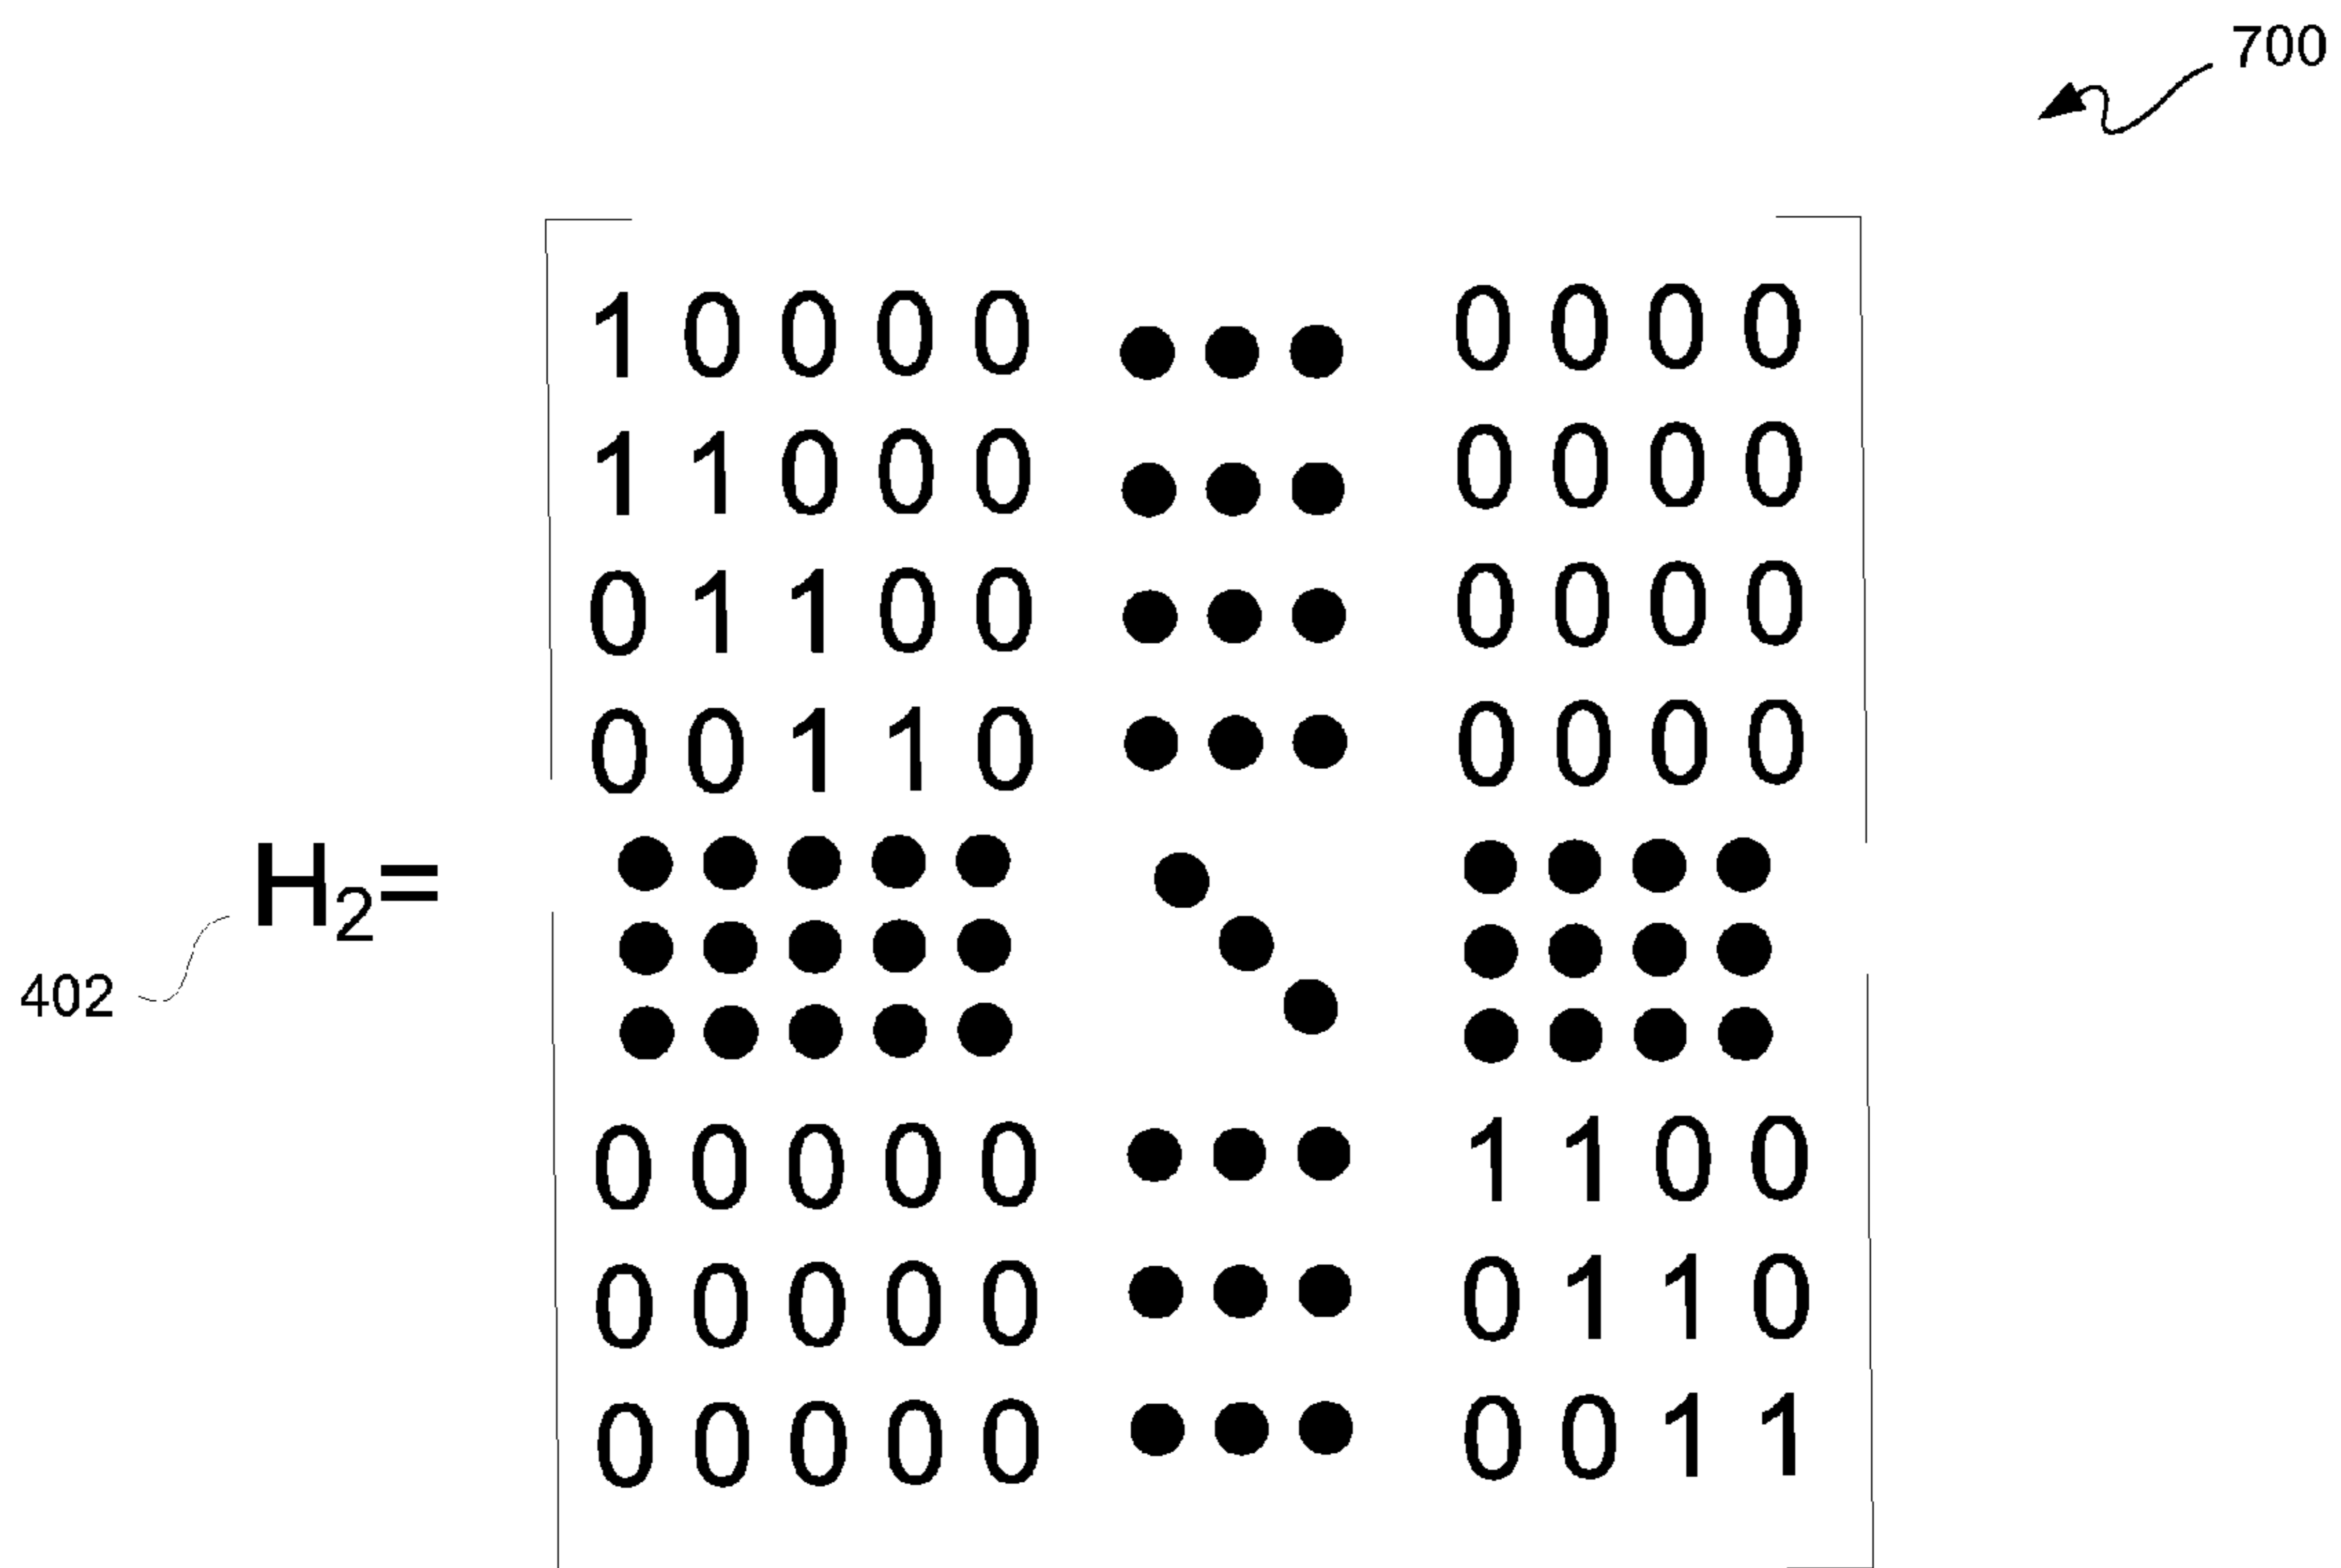 700
1 0 0 0 0 ● ● ● 0 0 0 0
1 1 0 0 0 ● ● ● 0 0 0 0
0 1 1 0 0 ● ● ● 0 0 0 0
0 0 1 1 0 ● ● ● 0 0 0 0
H₂=
402
0 0 0 0 0 ● ● ● 1 1 0 0
0 0 0 0 0 ● ● ● 0 1 1 0
0 0 0 0 0 ● ● ● 0 0 1 1